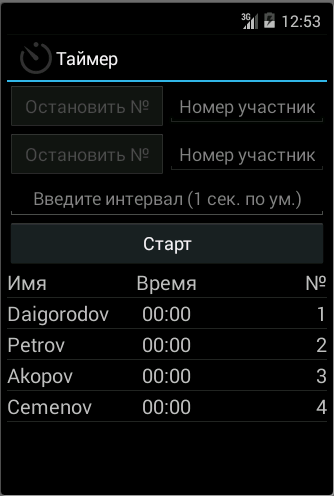 3G 12:53
Таймер
Остановить № Номер участник
Остановить № Номер участник
Введите интервал (1 сек. по ум.)
Старт
Имя Время №
Daigorodov 00:00 1
Petrov 00:00 2
Akopov 00:00 3
Cemenov 00:00 4